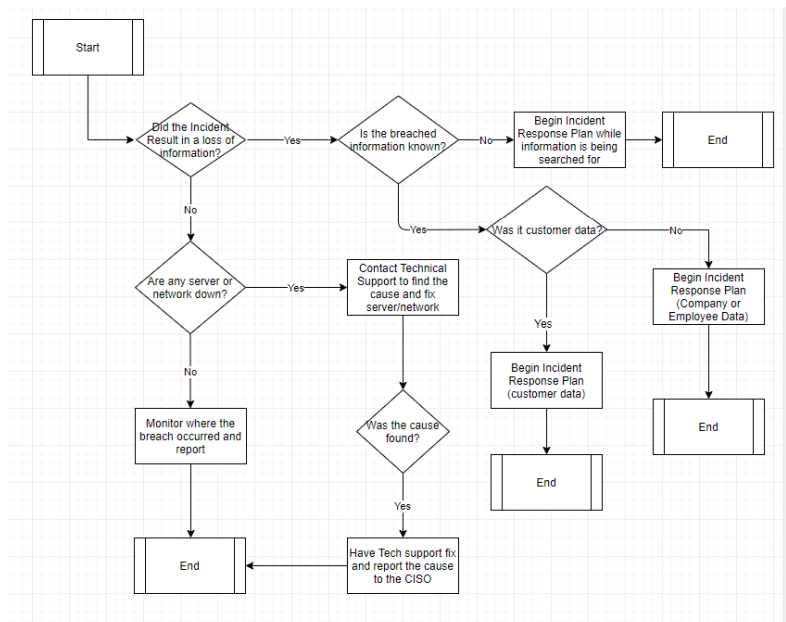 Start
Did the Incident
Result in a loss of
information?
Yes
Is the breached
information known?
No
Begin Incident
Response Plan while
information is being
searched for
End
No
Yes
Was it customer data?
No
Are any server or
network down?
Yes
Contact Technical
Support to find the
cause and fix
server/network
Begin Incident
Response Plan
(Company or
Employee Data)
Yes
Begin Incident
Response Plan
(customer data)
No
Monitor where the
breach occurred and
report
Was the cause
found?
End
End
Yes
End
Have Tech support fix
and report the cause
to the CISO